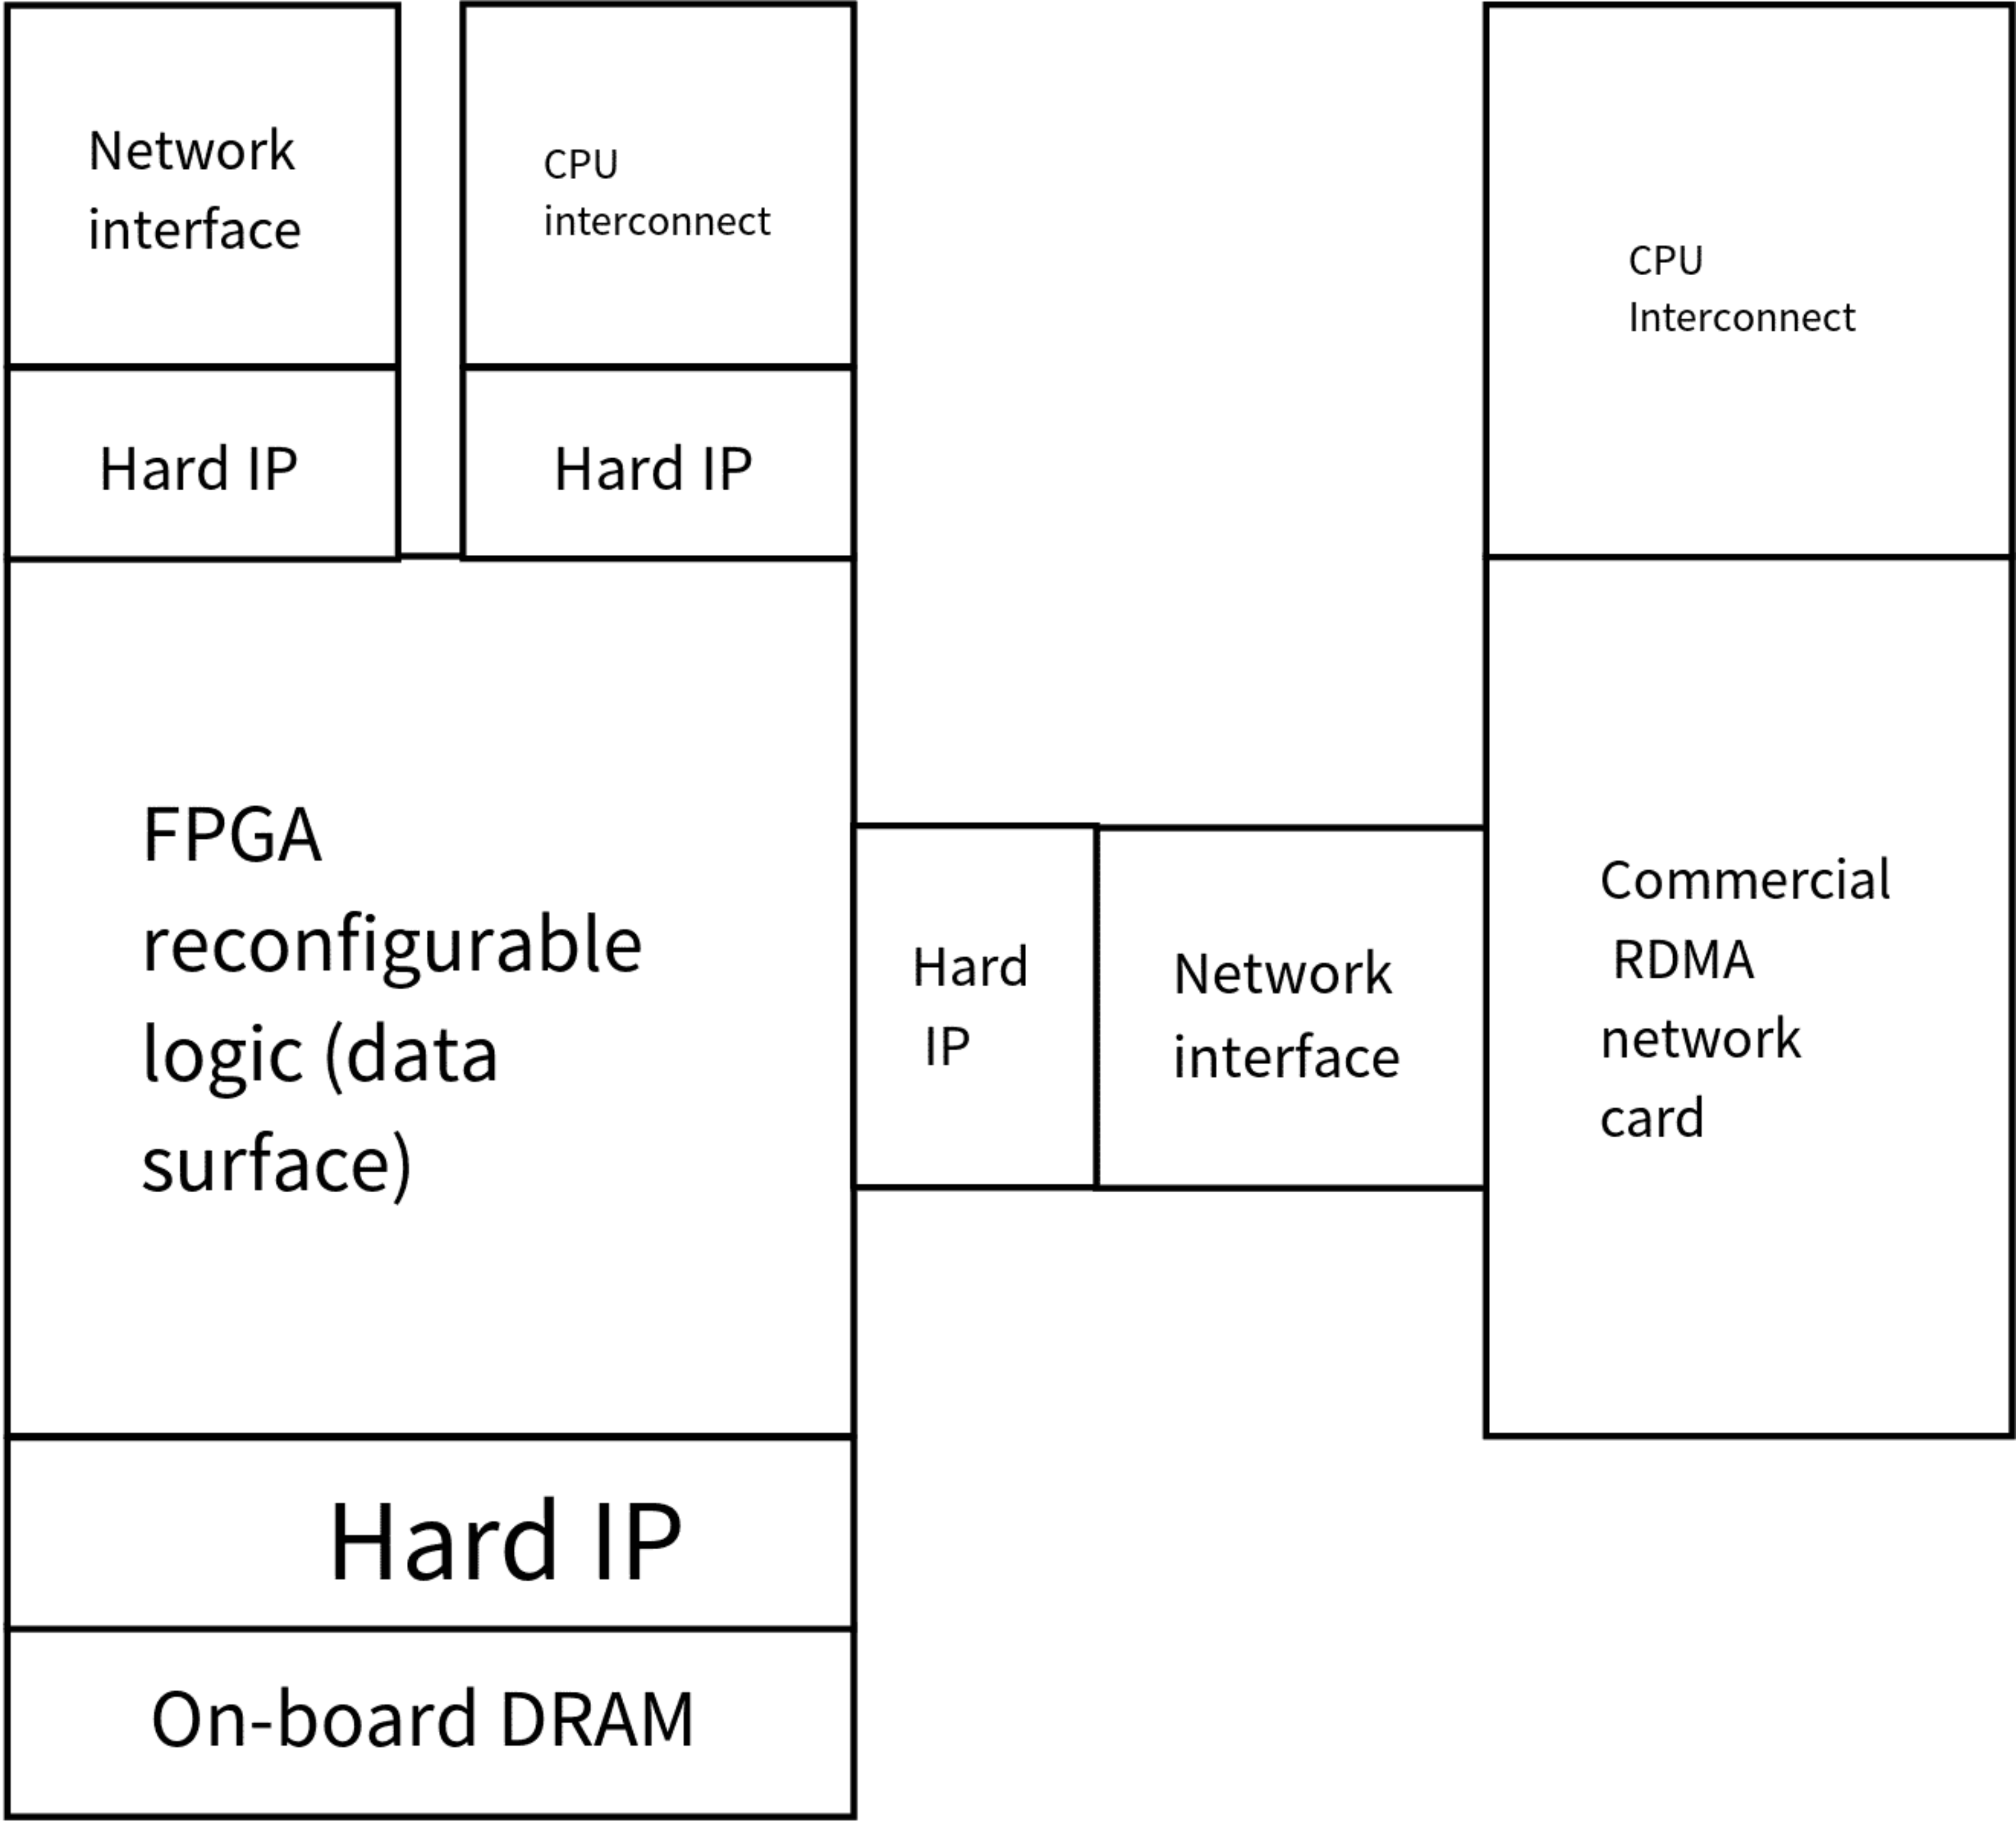 Network
interface
CPU
interconnect
CPU
Interconnect
Hard IP
Hard IP
FPGA
reconfigurable
logic (data
surface)
Hard
IP
Network
interface
Commercial
RDMA
network
card
Hard IP
On-board DRAM